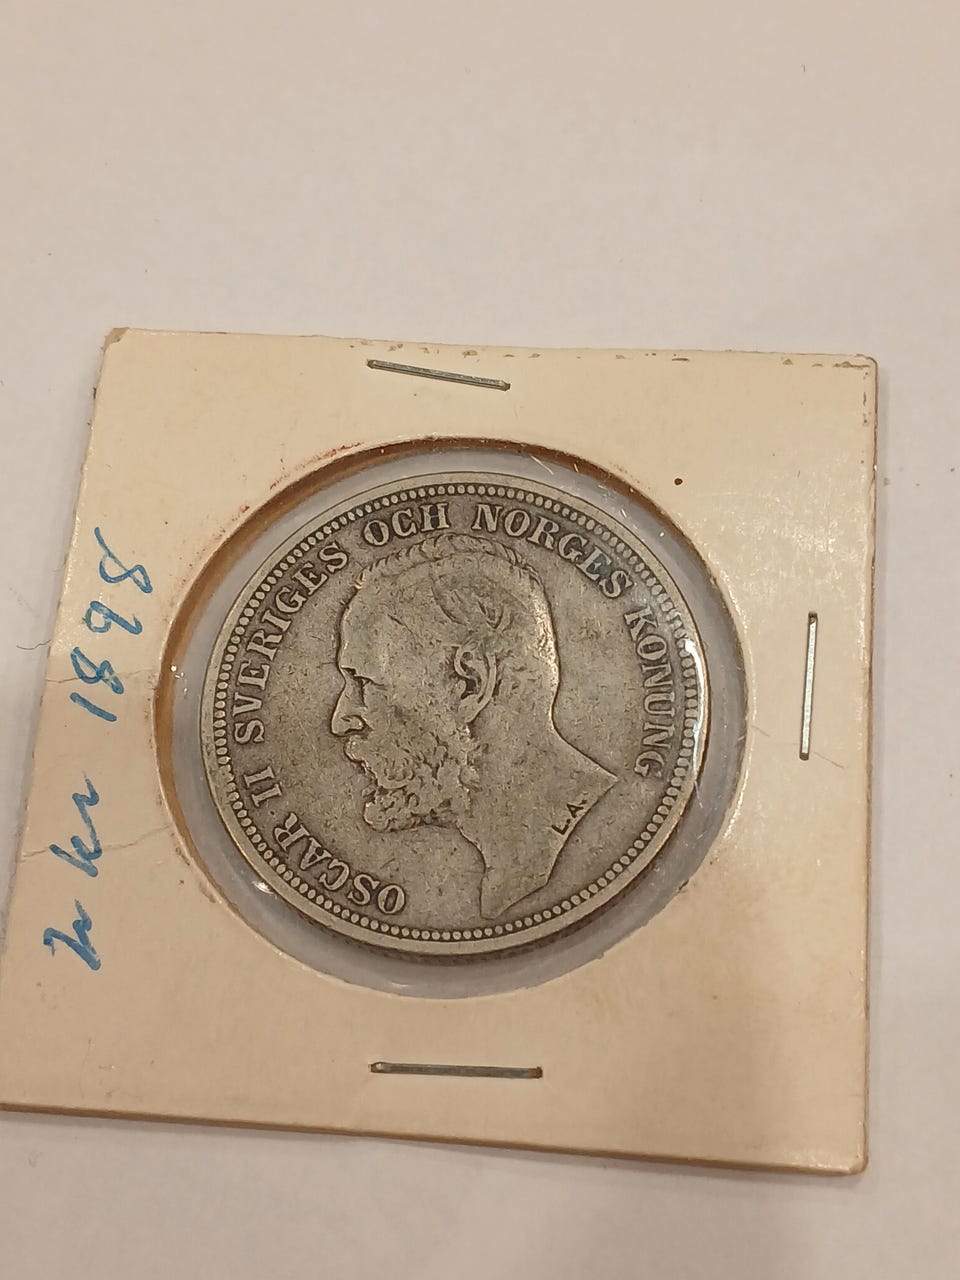 OSCAR II SVERIGES OCH NORGES KONUNG
L.A.
2 kr 1898